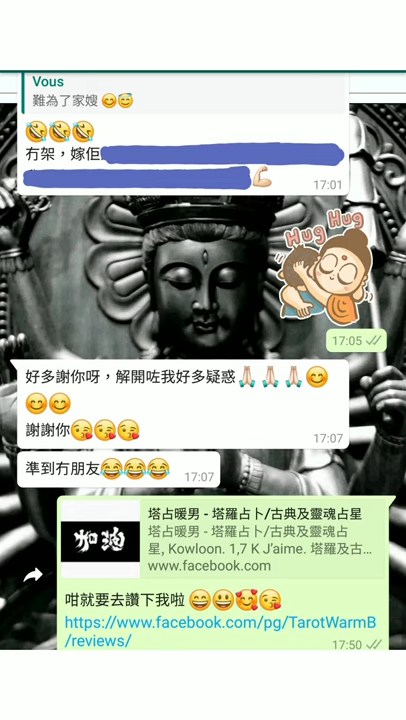 Vous
難為了家嫂 😊😇
🤣🤣🤣
冇架，嫁佢
💪🏻
17:01
Hug Hug
17:05
好多謝你呀，解開咗我好多疑惑🙏🏻🙏🏻🙏🏻😊
😊😊
謝謝你😘😘😘
17:07
準到冇朋友😂😂😂
17:07
加油
塔占暖男 - 塔羅占卜/古典及靈魂占星
塔占暖男 - 塔羅占卜/古典及靈魂占
星, Kowloon. 1,7 K J’aime. 塔羅及古…
www.facebook.com
咁就要去讚下我啦 😄😃🥰😘
https://www.facebook.com/pg/TarotWarmB
/reviews/
17:50